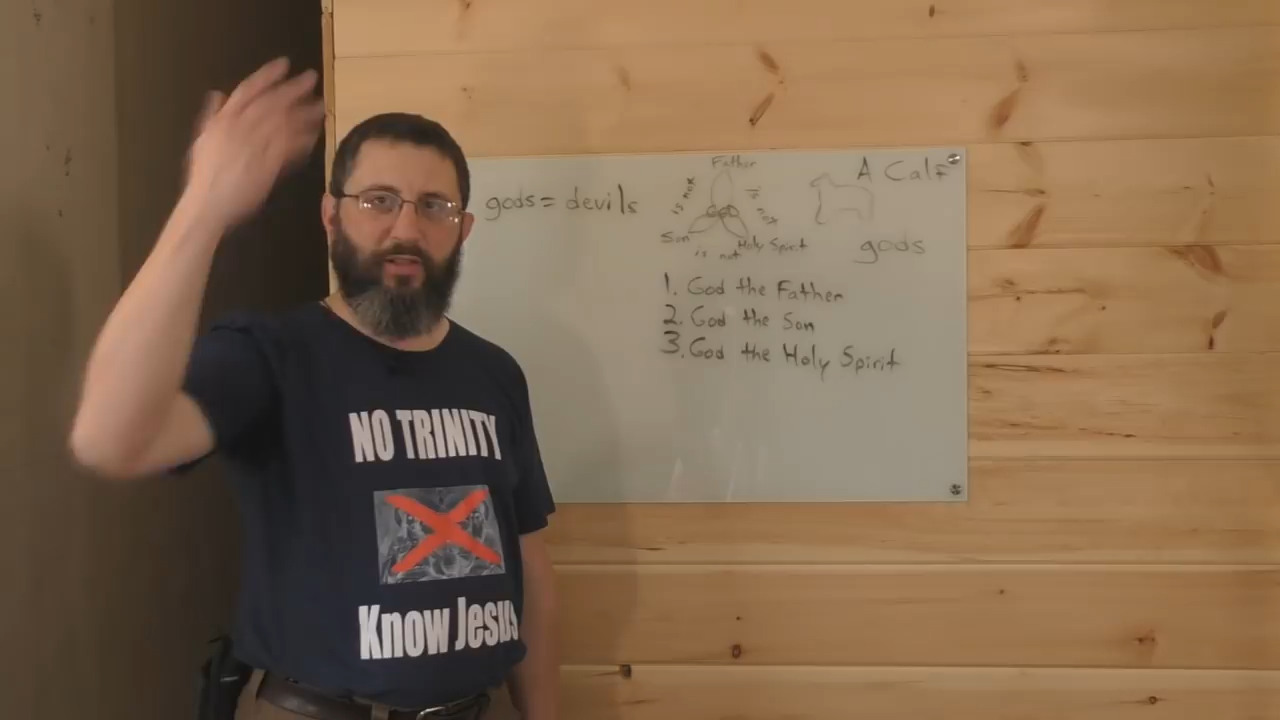 NO TRINITY
Know Jesus
gods = devils
Father
is not
is not
God
Son
Holy Spirit
is not
A Calf
gods
1. God the Father
2. God the Son
3. God the Holy Spirit